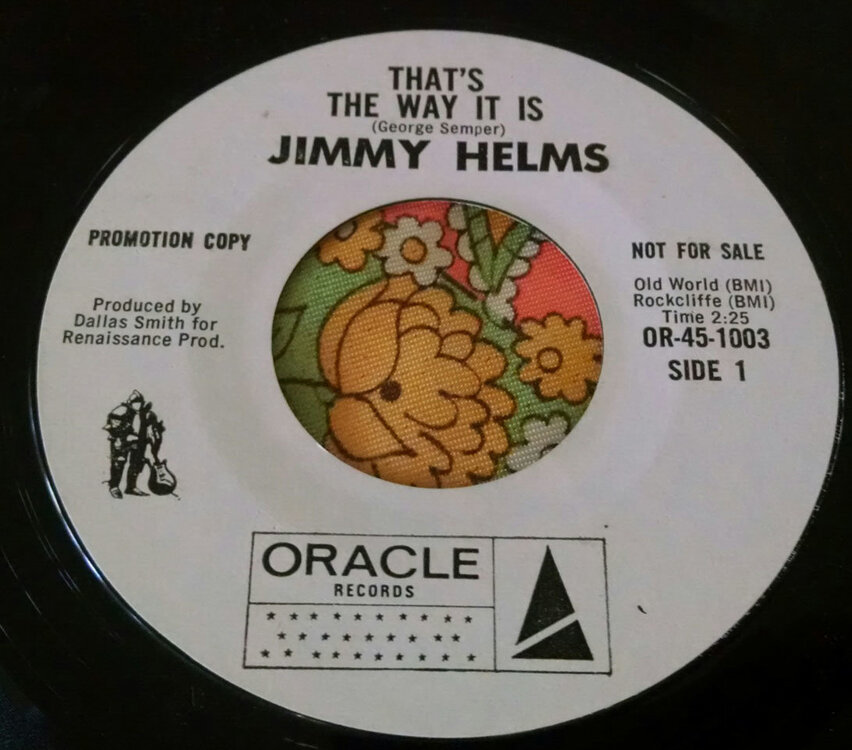 THAT'S
THE WAY IT IS
(George Semper)
JIMMY HELMS
PROMOTION COPY
Produced by
Dallas Smith for
Renaissance Prod.
NOT FOR SALE
Old World (BMI)
Rockcliffe (BMI)
Time 2:25
OR-45-1003
SIDE 1
ORACLE
RECORDS